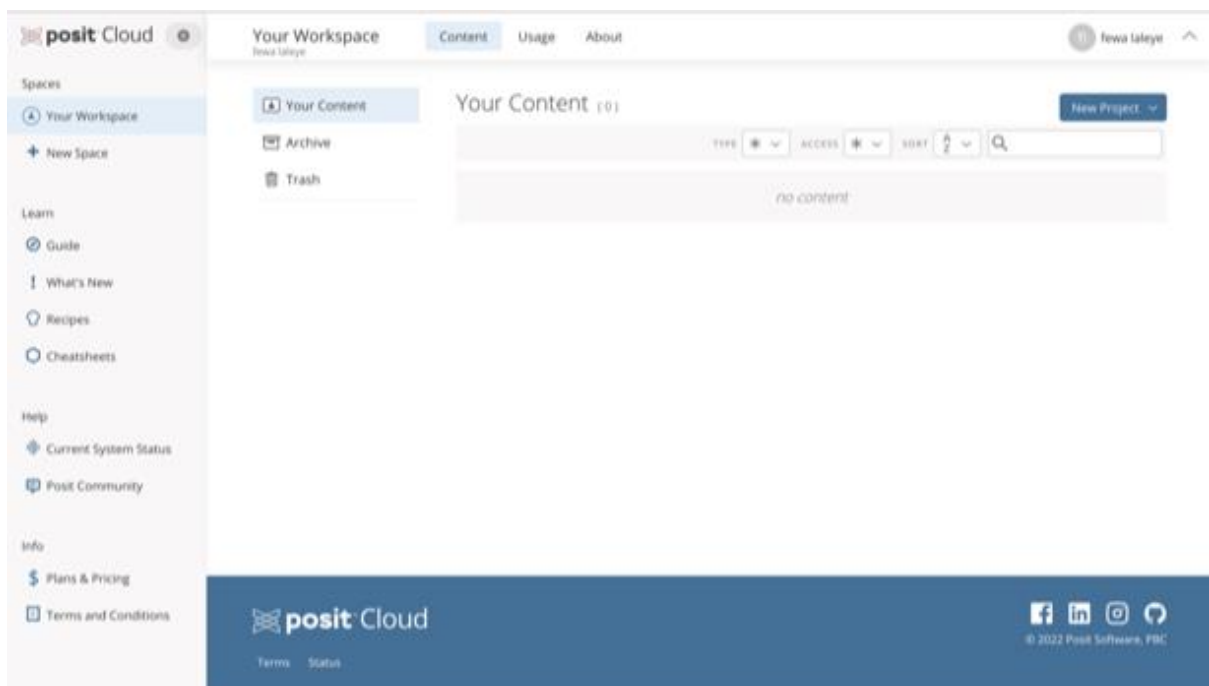 posit Cloud
Spaces
Your Workspace
New Space
Learn
Guide
What's New
Recipes
Cheatsheets
Help
Current System Status
Posit Community
Info
Plans & Pricing
Terms and Conditions
Your Workspace
fewa laleye
Content Usage About
fewa laleye
Your Content
Archive
Trash
Your Content (0)
New Project
TYPE * ACCESS * SORT A Z
no content
posit Cloud
Terms Status
© 2022 Posit Software, PBC